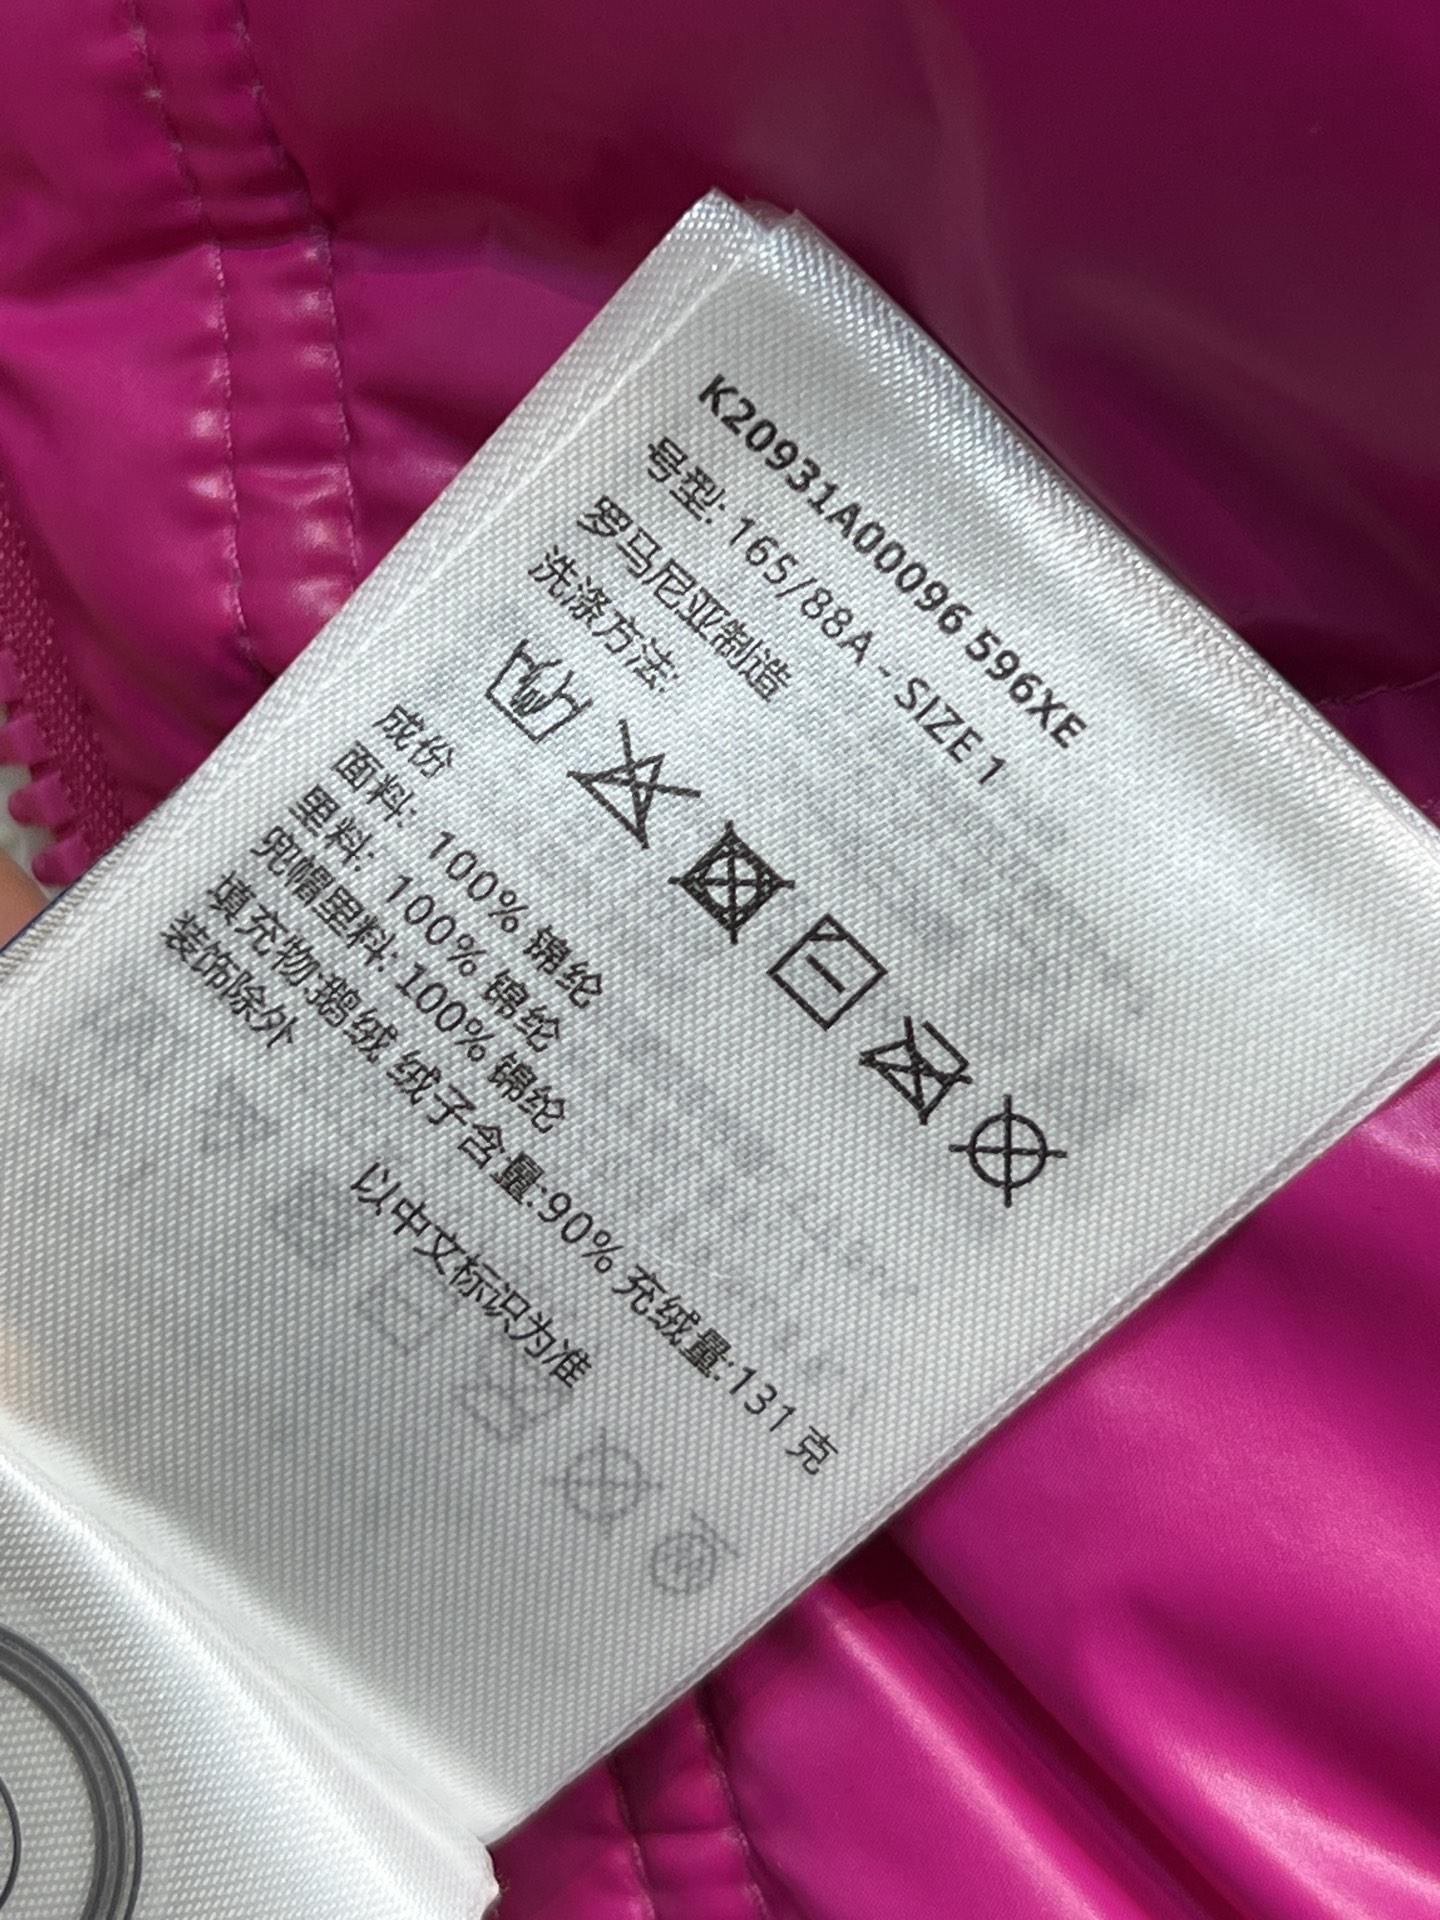 K20931A00096 596XE
号型: 165/88A - SIZE 1
罗马尼亚制造
洗涤方法:
成份
面料: 100% 锦纶
里料: 100% 锦纶
兜帽里料: 100% 锦纶
填充物:鹅绒 绒子含量:90% 充绒量:131 克
装饰除外
以中文标识为准